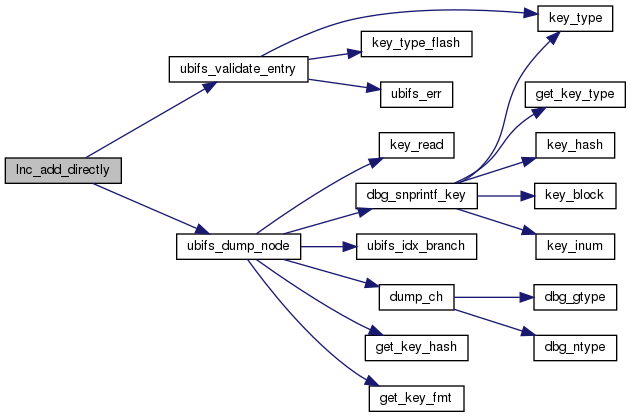 key_type
key_type_flash
ubifs_validate_entry
ubifs_err
get_key_type
key_read
key_hash
lnc_add_directly
dbg_snprintf_key
key_block
ubifs_dump_node
ubifs_idx_branch
key_inum
dump_ch
dbg_gtype
get_key_hash
dbg_ntype
get_key_fmt